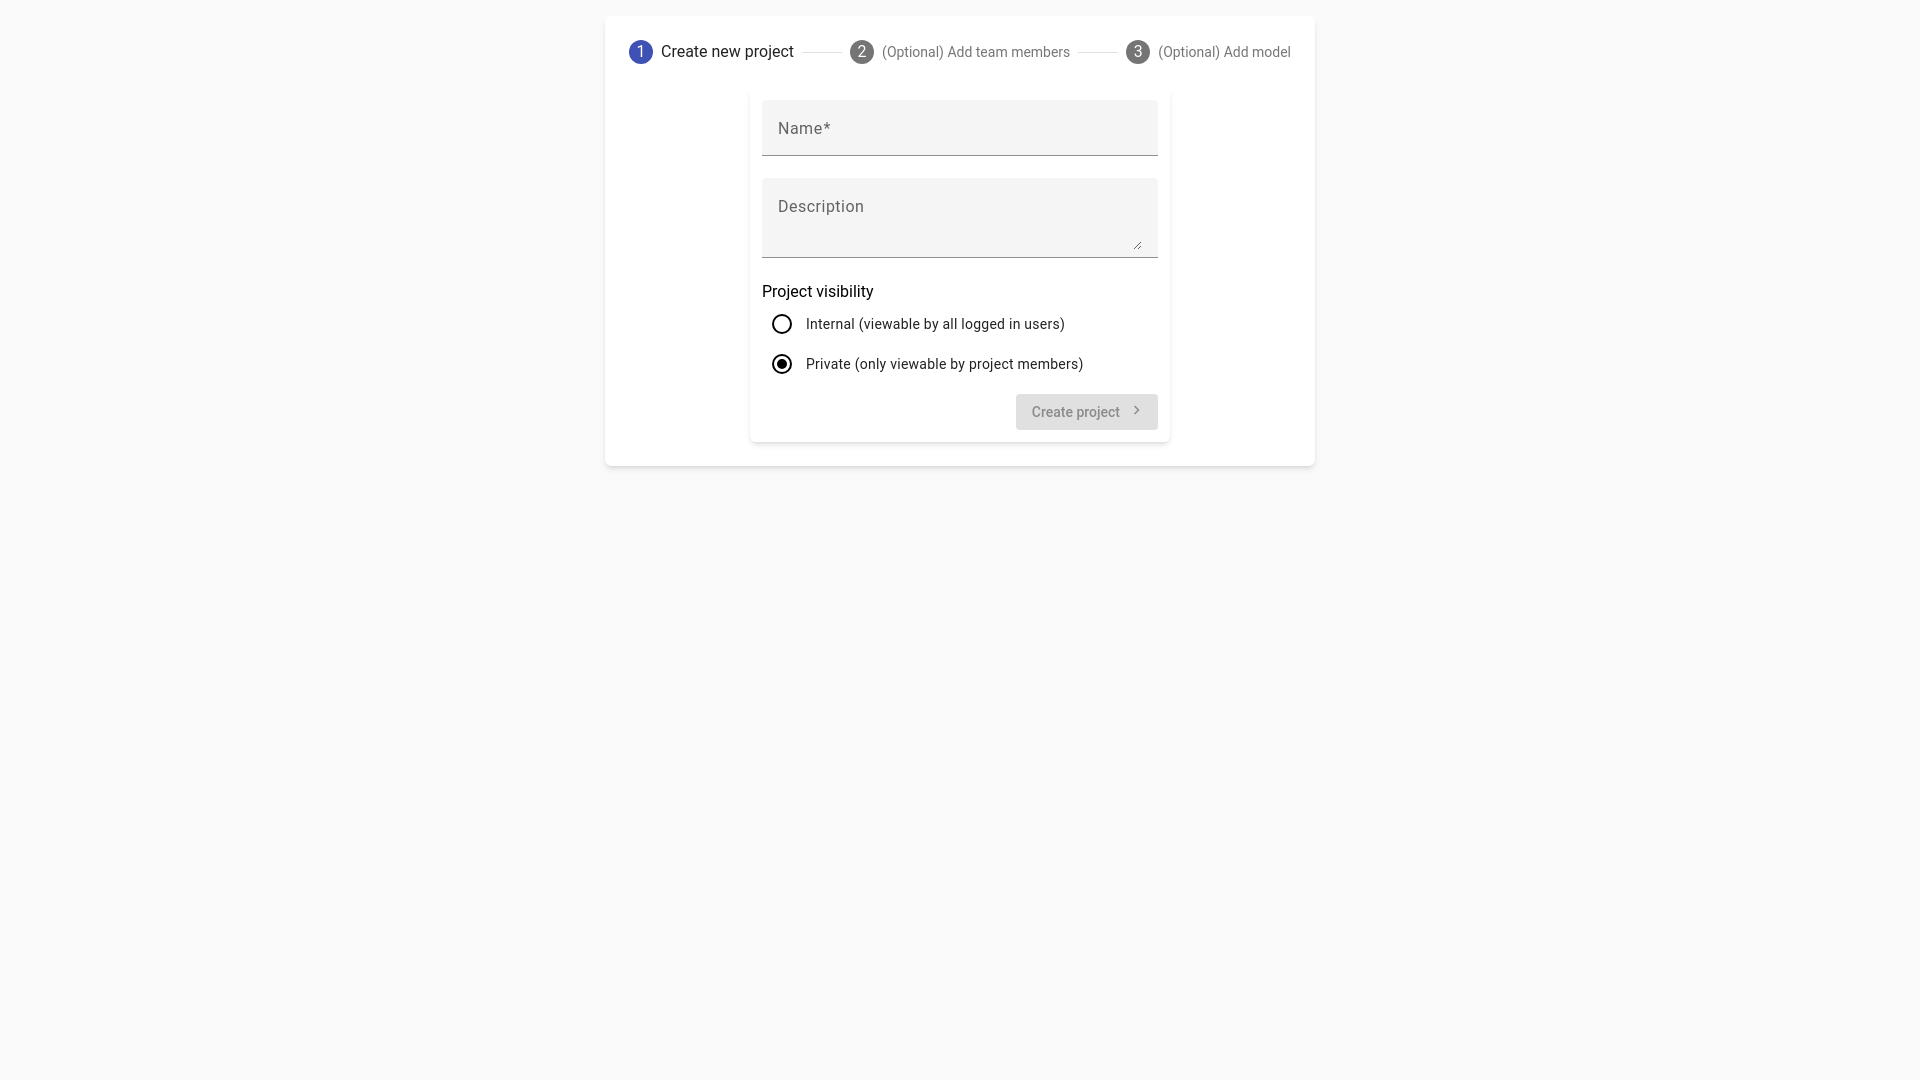 1 Create new project 2 (Optional) Add team members 3 (Optional) Add model
Name*
Description
Project visibility
Internal (viewable by all logged in users)
Private (only viewable by project members)
Create project